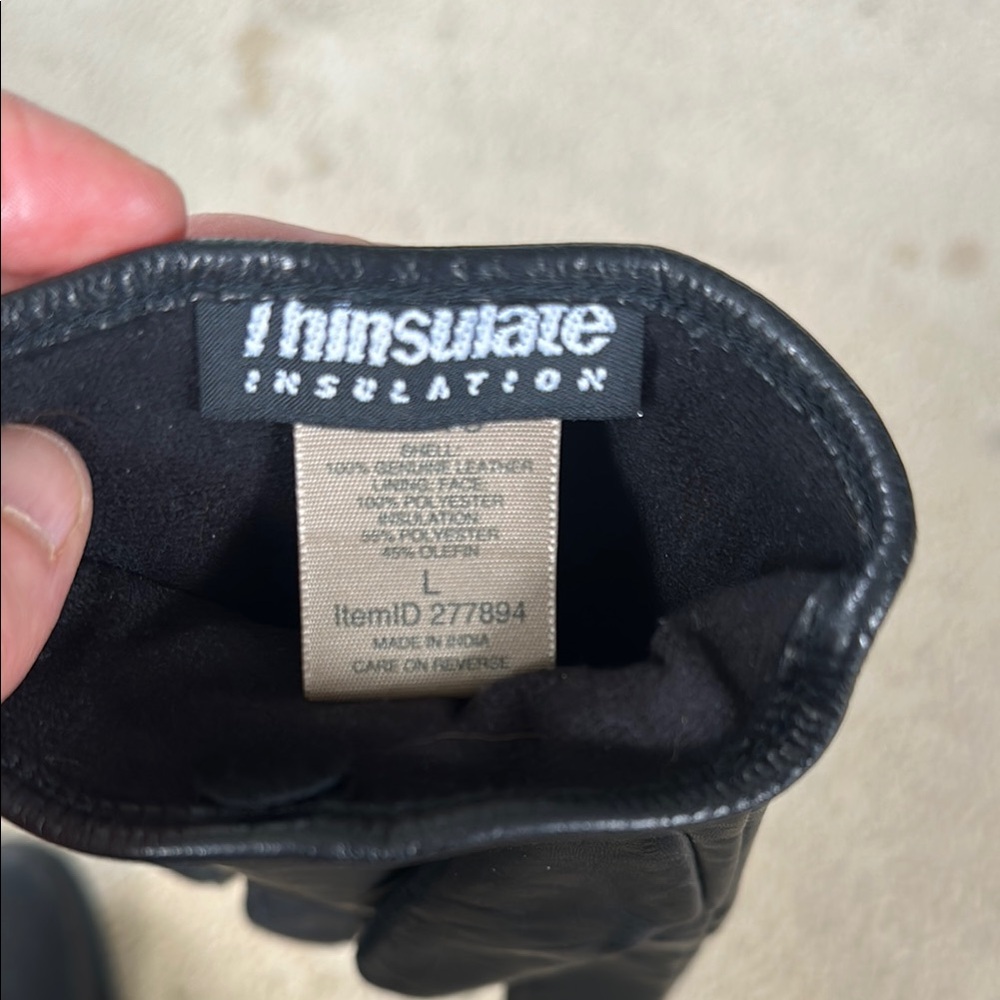 Thinsulate
INSULATION
SHELL:
100% GENUINE LEATHER
LINING, FACE
100% POLYESTER
INSULATION
55% POLYESTER
45% OLEFIN
L
ItemID 277894
MADE IN INDIA
CARE ON REVERSE